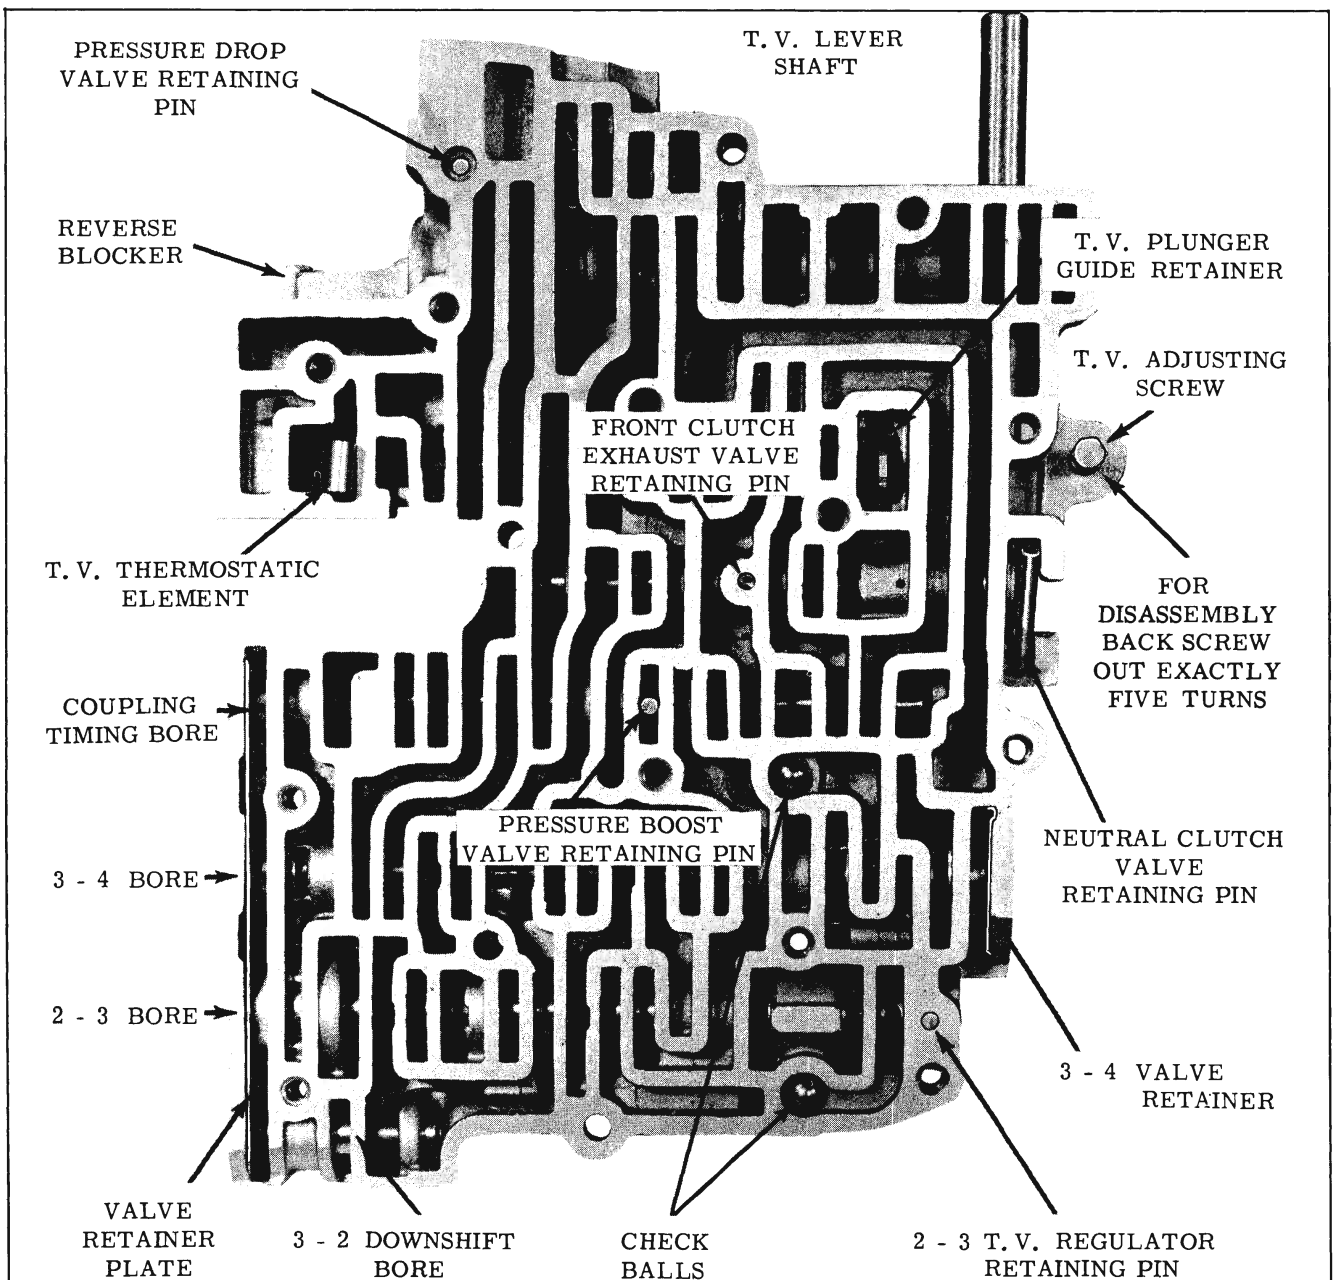 PRESSURE DROP
VALVE RETAINING
PIN
T. V. LEVER
SHAFT
REVERSE
BLOCKER
T. V. PLUNGER
GUIDE RETAINER
T. V. ADJUSTING
SCREW
FRONT CLUTCH
EXHAUST VALVE
RETAINING PIN
T. V. THERMOSTATIC
ELEMENT
FOR
DISASSEMBLY
BACK SCREW
OUT EXACTLY
FIVE TURNS
COUPLING
TIMING BORE
PRESSURE BOOST
VALVE RETAINING PIN
NEUTRAL CLUTCH
VALVE
RETAINING PIN
3 - 4 BORE
2 - 3 BORE
3 - 4 VALVE
RETAINER
VALVE
RETAINER
PLATE
3 - 2 DOWNSHIFT
BORE
CHECK
BALLS
2 - 3 T. V. REGULATOR
RETAINING PIN